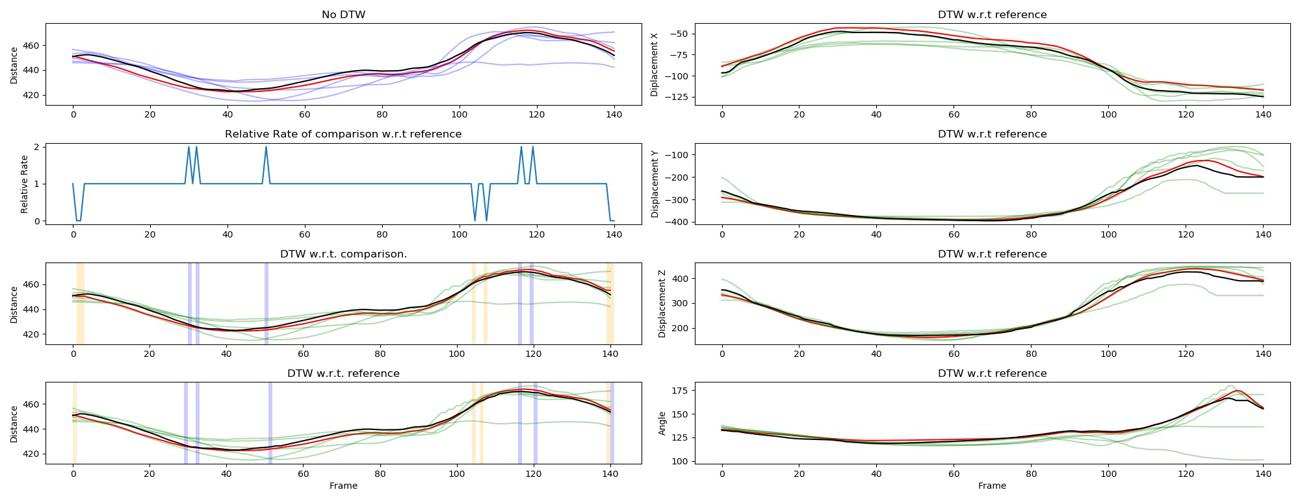 No DTW
Distance
460
440
420
0 20 40 60 80 100 120 140
Relative Rate of comparison w.r.t reference
Relative Rate
2
1
0
0 20 40 60 80 100 120 140
DTW w.r.t. comparison.
Distance
460
440
420
0 20 40 60 80 100 120 140
DTW w.r.t. reference
Distance
460
440
420
0 20 40 60 80 100 120 140
Frame
DTW w.r.t reference
Displacement X
−50
−75
−100
−125
0 20 40 60 80 100 120 140
DTW w.r.t reference
Displacement Y
−100
−200
−300
−400
0 20 40 60 80 100 120 140
DTW w.r.t reference
Displacement Z
400
300
200
0 20 40 60 80 100 120 140
DTW w.r.t reference
Angle
175
150
125
100
0 20 40 60 80 100 120 140
Frame